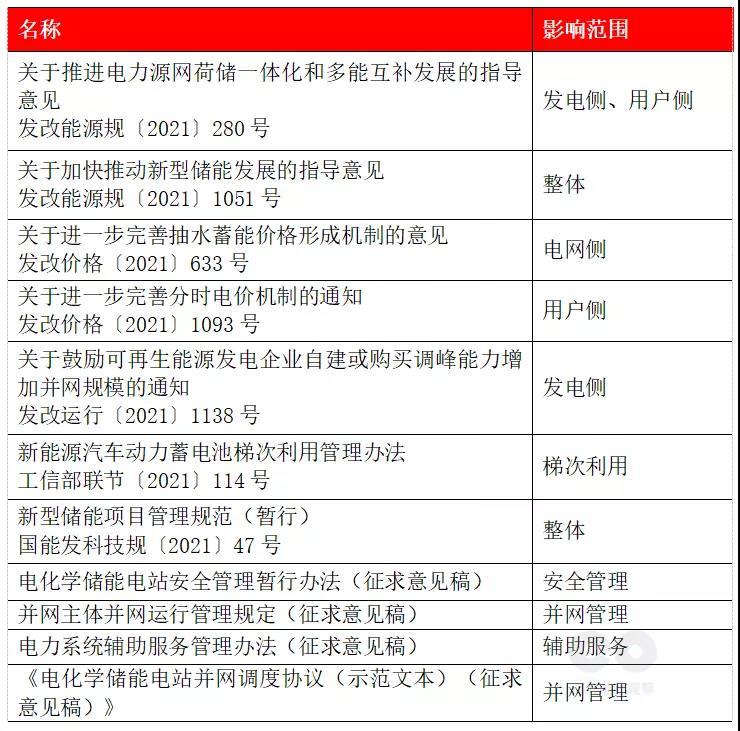 名称
影响范围
关于推进电力源网荷储一体化和多能互补发展的指导
意见
发改能源规〔2021〕280 号
发电侧、用户侧
关于加快推动新型储能发展的指导意见
发改能源规〔2021〕1051 号
整体
关于进一步完善抽水蓄能价格形成机制的意见
发改价格〔2021〕633 号
电网侧
关于进一步完善分时电价机制的通知
发改价格〔2021〕1093 号
用户侧
关于鼓励可再生能源发电企业自建或购买调峰能力增
加并网规模的通知
发改运行〔2021〕1138 号
发电侧
新能源汽车动力蓄电池梯次利用管理办法
工信部联节〔2021〕114 号
梯次利用
新型储能项目管理规范（暂行）
国能发科技规〔2021〕47 号
整体
电化学储能电站安全管理暂行办法（征求意见稿）
安全管理
并网主体并网运行管理规定（征求意见稿）
并网管理
电力系统辅助服务管理办法（征求意见稿）
辅助服务
《电化学储能电站并网调度协议（示范文本）（征求
意见稿）》
并网管理